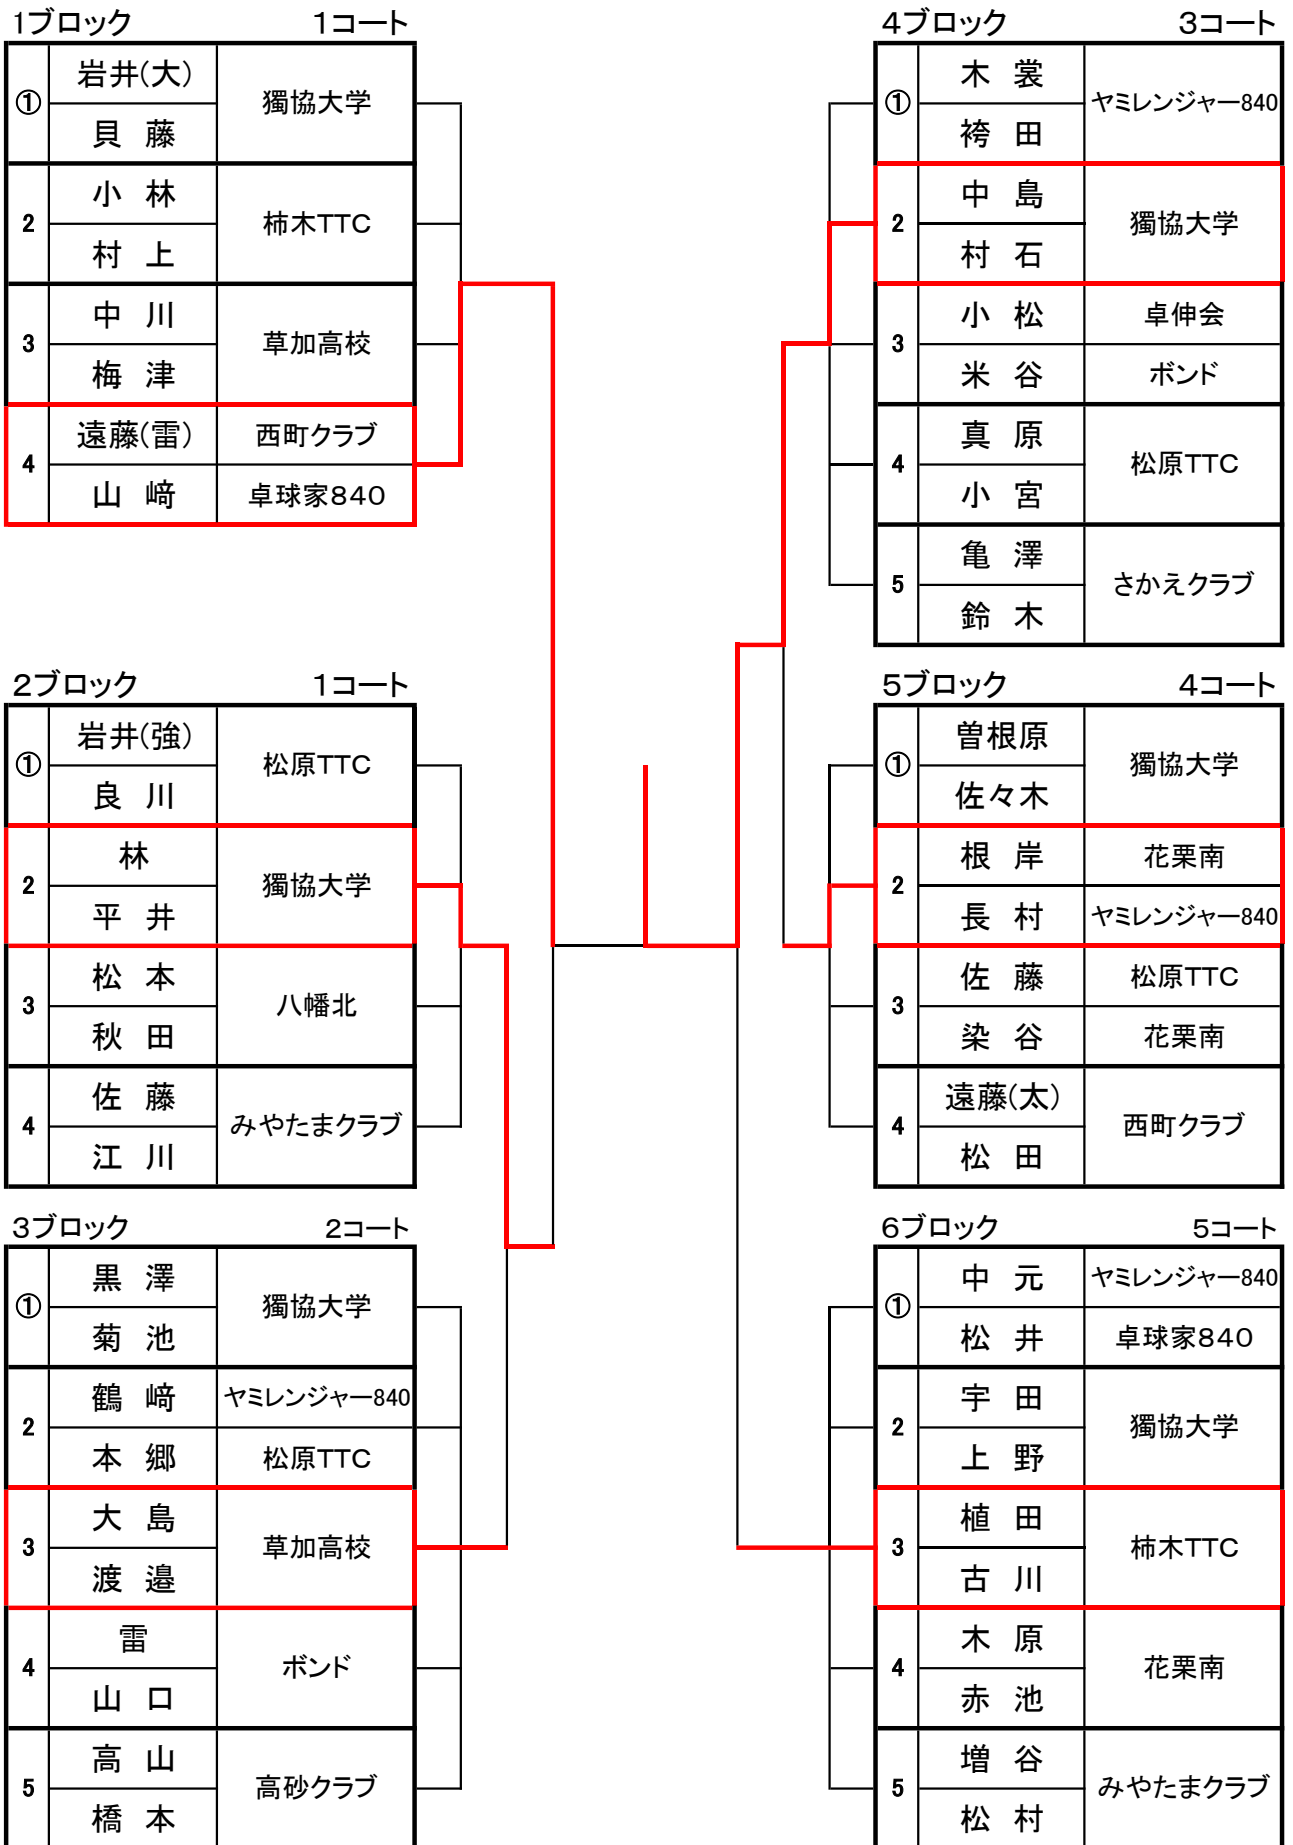 1ブロック 1コート
① 岩井(大) 獨協大学
貝 藤
2 小 林 柿木TTC
村 上
3 中 川 草加高校
梅 津
4 遠藤(雷) 西町クラブ
山 﨑 卓球家840
2ブロック 1コート
① 岩井(強) 松原TTC
良 川
2 林 獨協大学
平 井
3 松 本 八幡北
秋 田
4 佐 藤 みやたまクラブ
江 川
3ブロック 2コート
① 黒 澤 獨協大学
菊 池
2 鶴 﨑 ヤミレンジャー840
本 郷 松原TTC
3 大 島 草加高校
渡 邉
4 雷 ボンド
山 口
5 高 山 高砂クラブ
橋 本
4ブロック 3コート
① 木 裳 ヤミレンジャー840
袴 田
2 中 島 獨協大学
村 石
3 小 松 卓伸会
米 谷 ボンド
4 真 原 松原TTC
小 宮
5 亀 澤 さかえクラブ
鈴 木
5ブロック 4コート
① 曽根原 獨協大学
佐々木
2 根 岸 花栗南
長 村 ヤミレンジャー840
3 佐 藤 松原TTC
染 谷 花栗南
4 遠藤(太) 西町クラブ
松 田
6ブロック 5コート
① 中 元 ヤミレンジャー840
松 井 卓球家840
2 宇 田 獨協大学
上 野
3 植 田 柿木TTC
古 川
4 木 原 花栗南
赤 池
5 増 谷 みやたまクラブ
松 村